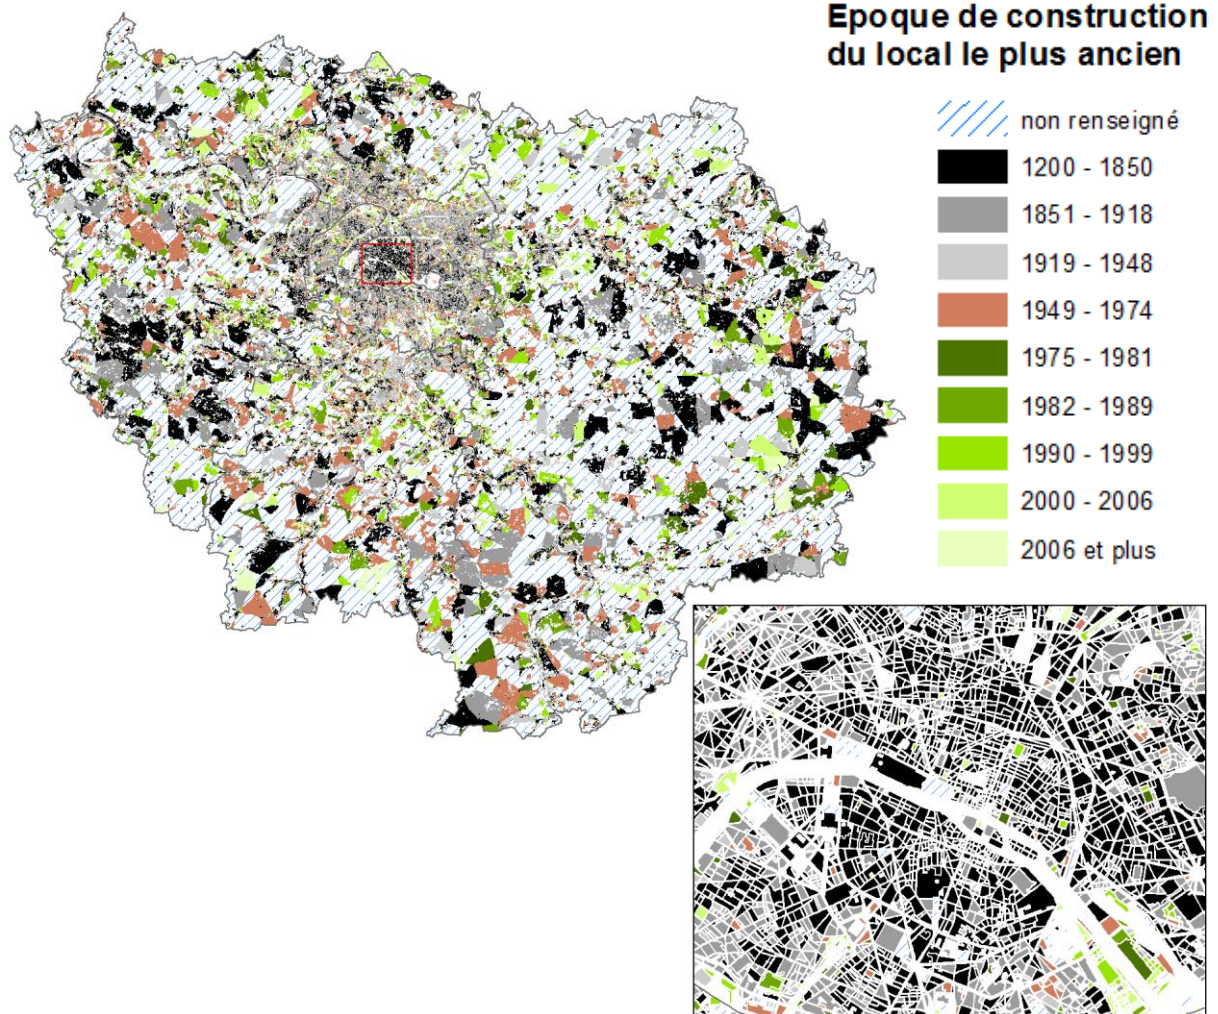 Epoque de construction
du local le plus ancien
non renseigné
1200 - 1850
1851 - 1918
1919 - 1948
1949 - 1974
1975 - 1981
1982 - 1989
1990 - 1999
2000 - 2006
2006 et plus